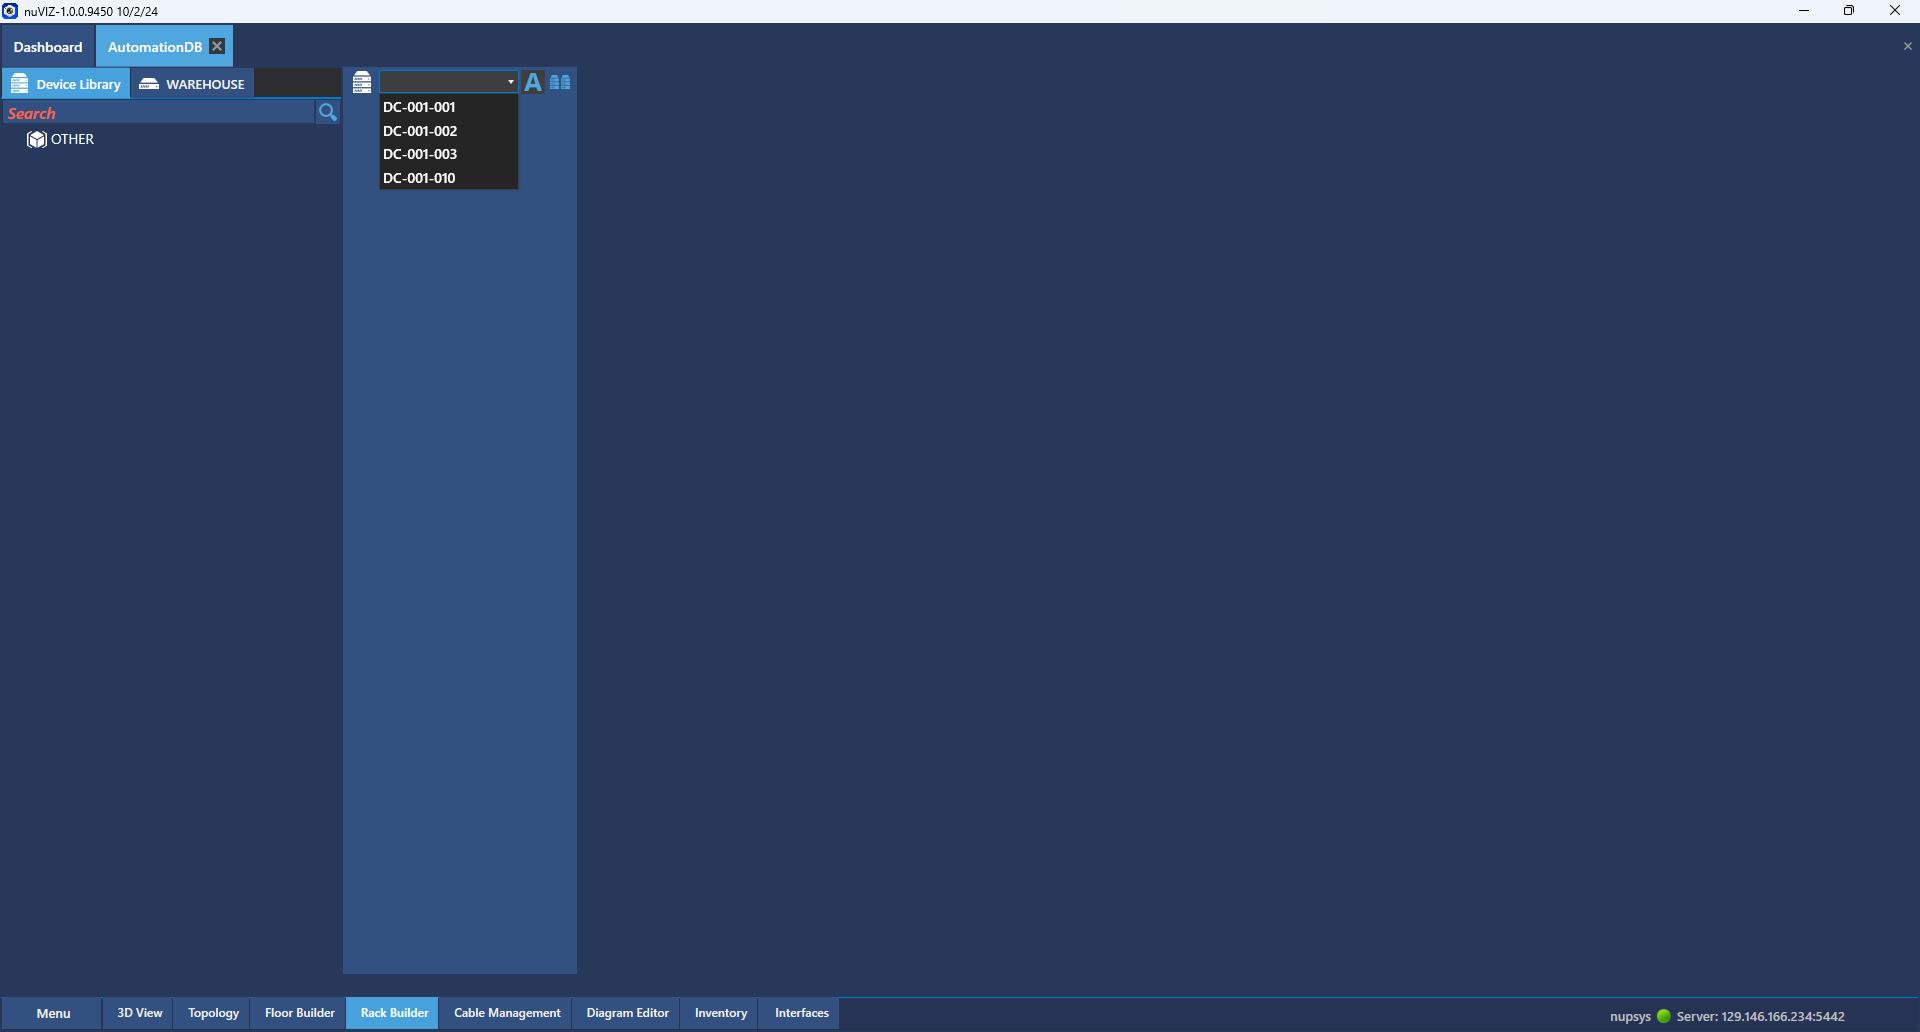 nuVIZ-1.0.0.9450 10/2/24
Dashboard AutomationDB
Device Library WAREHOUSE A
Search
OTHER
DC-001-001
DC-001-002
DC-001-003
DC-001-010
Menu 3D View Topology Floor Builder Rack Builder Cable Management Diagram Editor Inventory Interfaces
nupsys Server: 129.146.166.234:5442